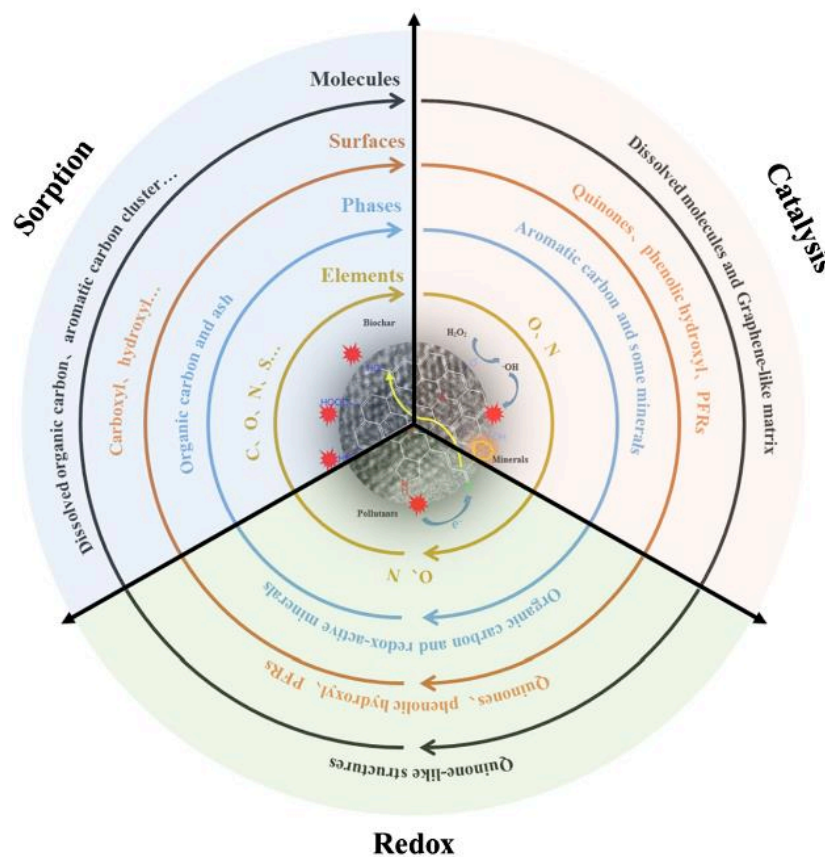 Sorption
Catalysis
Redox
Molecules
Surfaces
Phases
Elements
Dissolved organic carbon、aromatic carbon cluster…
Carboxyl、hydroxyl…
Organic carbon and ash
C、O、N、S…
Dissolved molecules and Graphene-like matrix
Quinones、phenolic hydroxyl、PFRs
Aromatic carbon and some minerals
O、N
Biochar
H₂O₂
·OH
HOOC
Minerals
Pollutants
e⁻
O、N
Organic carbon and redox-active minerals
Quinones、phenolic hydroxyl、PFRs
Quinone-like structures